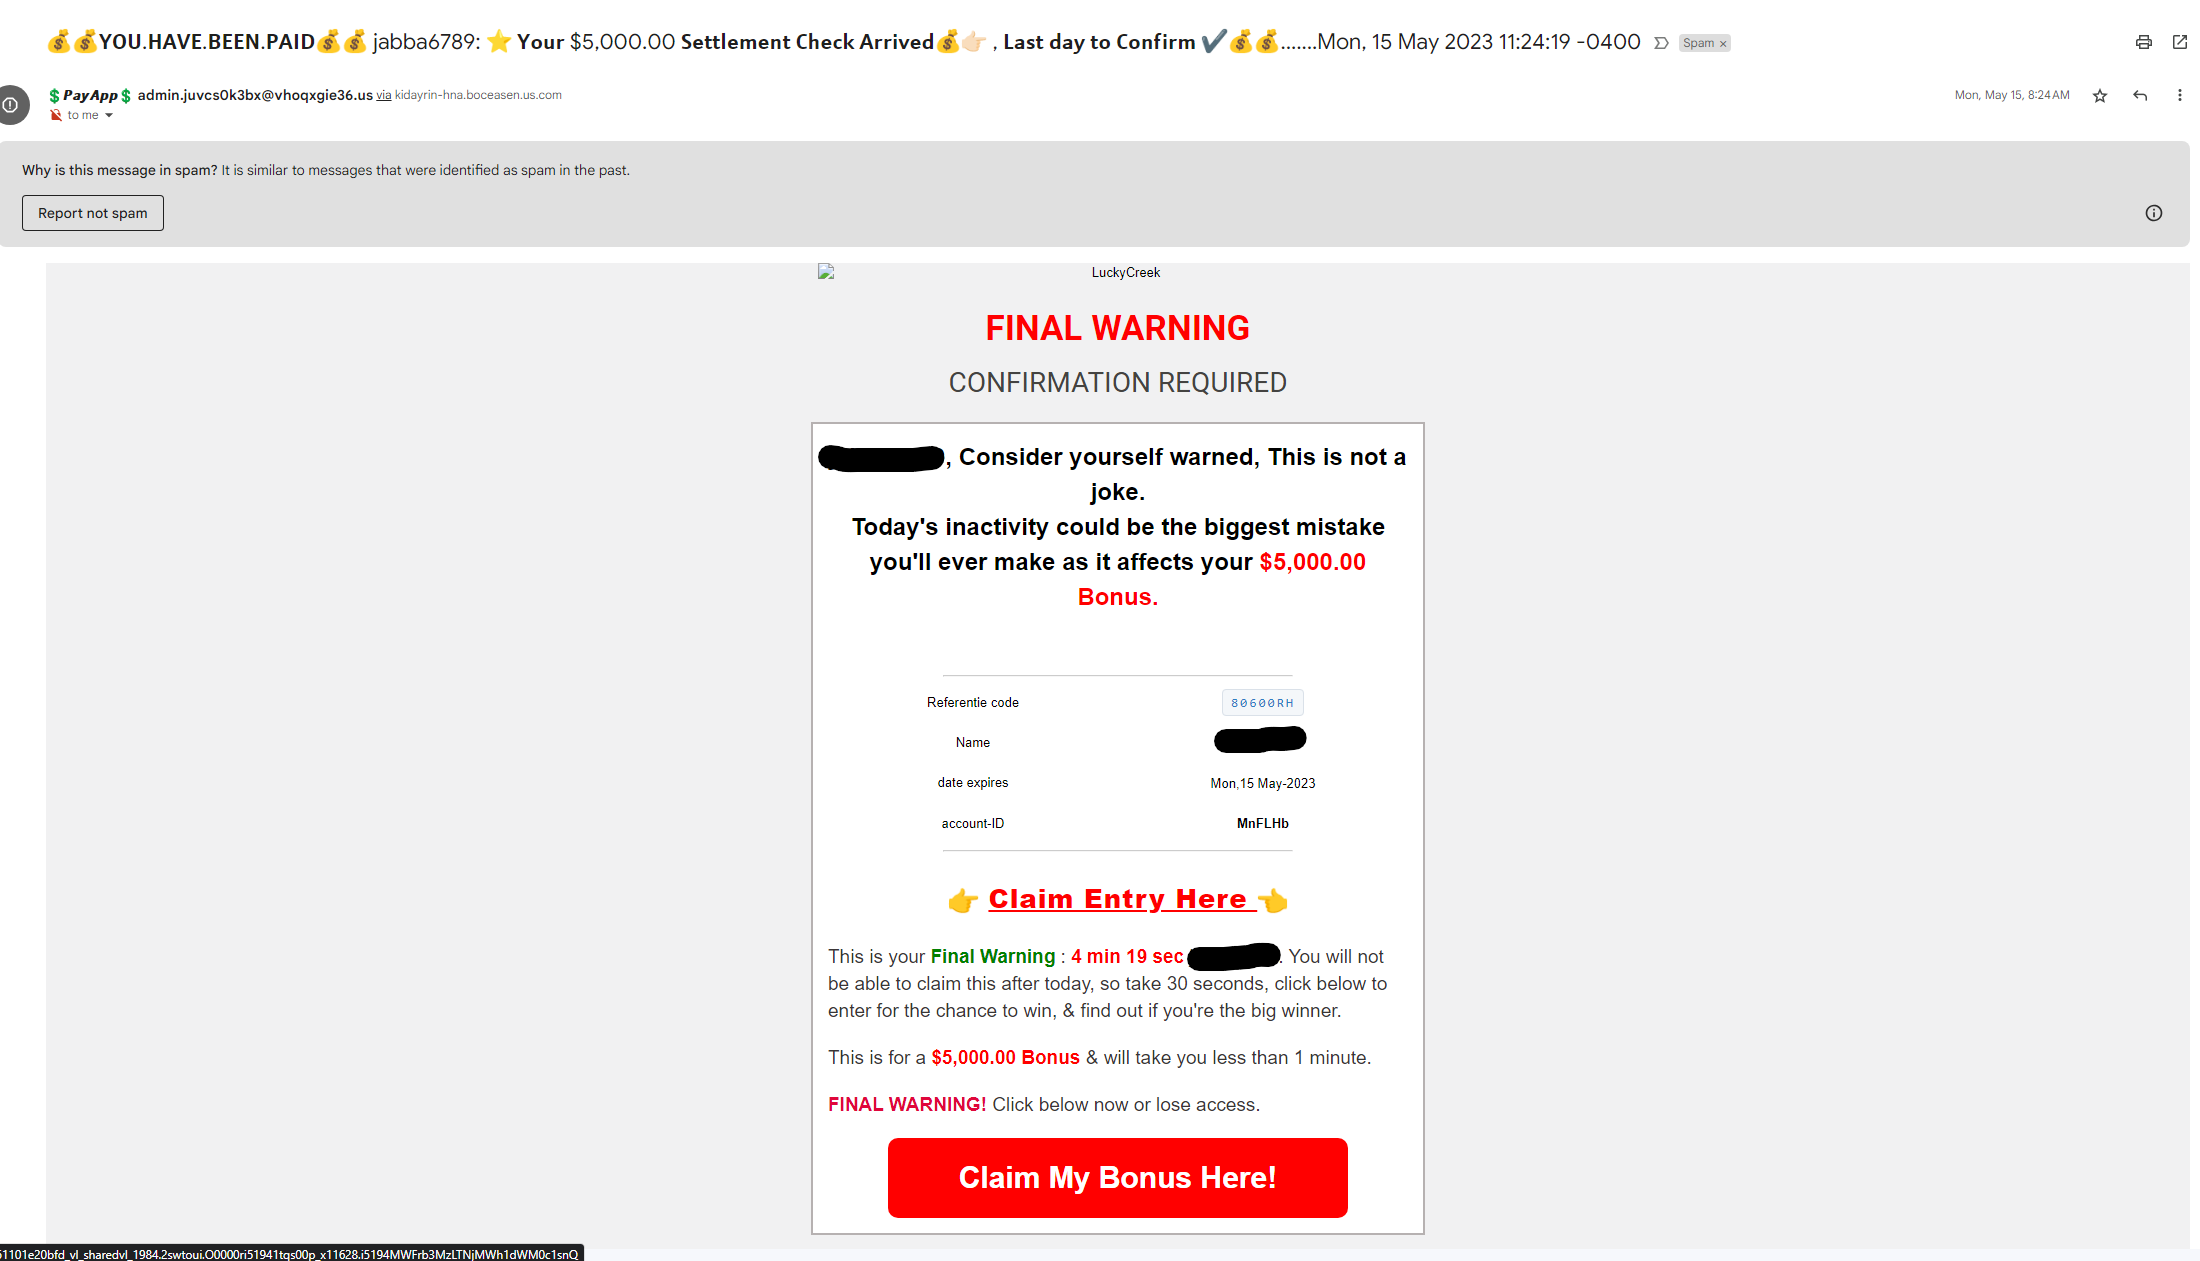 💰💰YOU.HAVE.BEEN.PAID💰💰 jabba6789: ⭐ Your $5,000.00 Settlement Check Arrived💰👉🏻 , Last day to Confirm ✔️💰💰.......Mon, 15 May 2023 11:24:19 -0400 Spam x
💲PayApp💲 admin.juvcs0k3bx@vhoqxgie36.us via kidayrin-hna.boceasen.us.com Mon, May 15, 8:24 AM
to me
Why is this message in spam? It is similar to messages that were identified as spam in the past.
Report not spam
LuckyCreek
FINAL WARNING
CONFIRMATION REQUIRED
, Consider yourself warned, This is not a
joke.
Today's inactivity could be the biggest mistake
you'll ever make as it affects your $5,000.00
Bonus.
Referentie code 80600RH
Name
date expires Mon,15 May-2023
account-ID MnFLHb
👉 Claim Entry Here 👈
This is your Final Warning : 4 min 19 sec . You will not
be able to claim this after today, so take 30 seconds, click below to
enter for the chance to win, & find out if you're the big winner.
This is for a $5,000.00 Bonus & will take you less than 1 minute.
FINAL WARNING! Click below now or lose access.
Claim My Bonus Here!
51101e20bfd_vl_sharedvl_1984.2swtoui.O0000ri51941tqs00p_x11628.i5194MWFrb3MzLTNjMWh1dWM0c1snQ